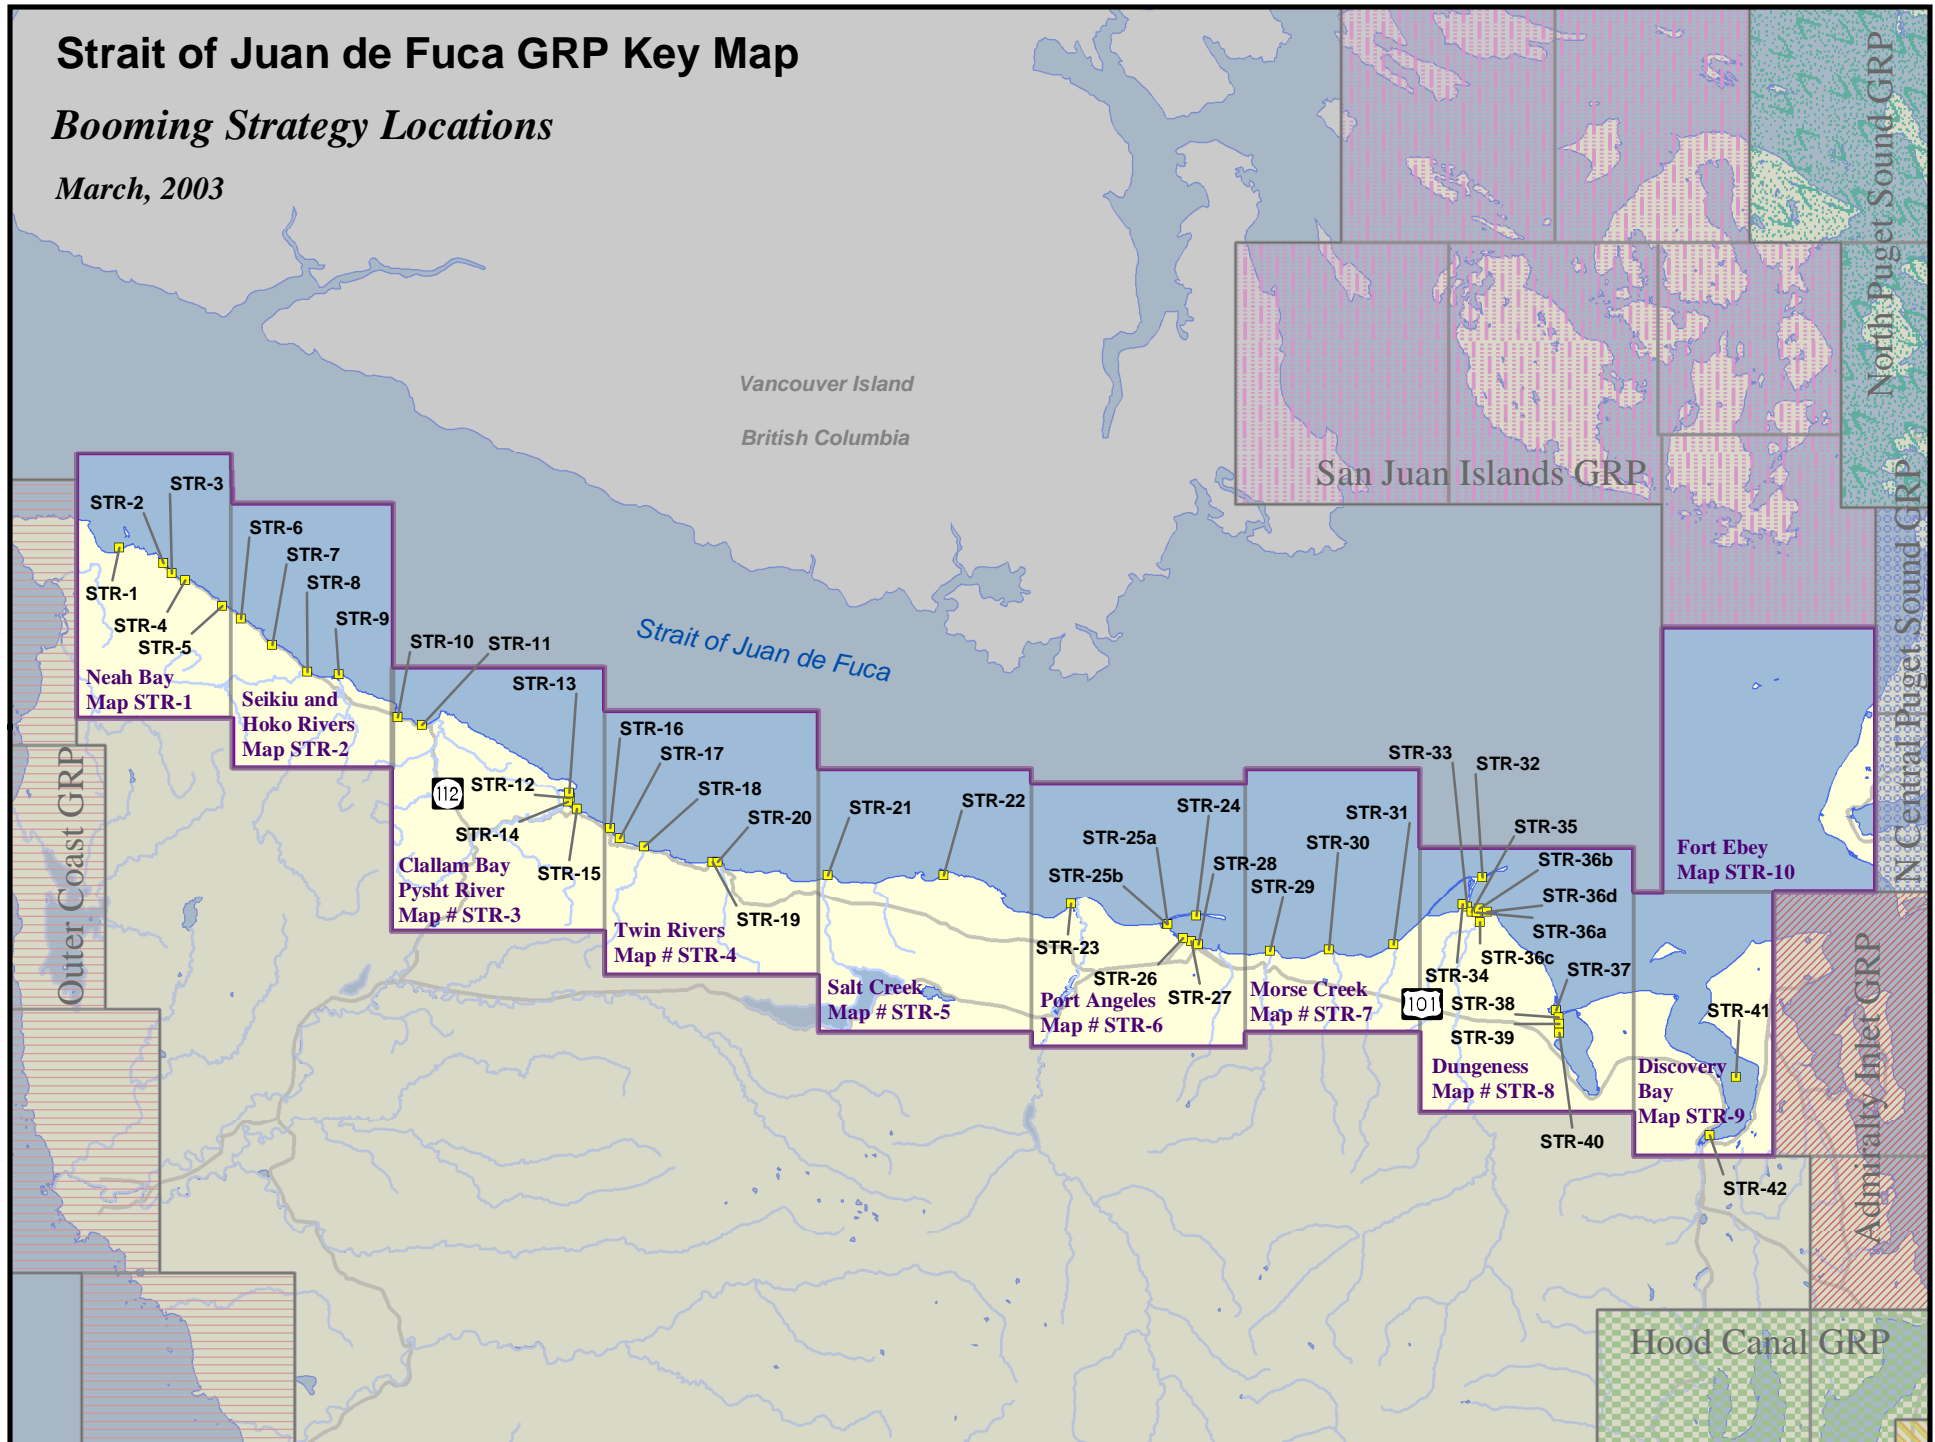 Strait of Juan de Fuca GRP Key Map
Booming Strategy Locations
March, 2003
North Puget Sound GRP
Vancouver Island
British Columbia
San Juan Islands GRP
N Central Puget Sound GRP
Strait of Juan de Fuca
Outer Coast GRP
Admiralty Inlet GRP
Hood Canal GRP
STR-2
STR-3
STR-1
STR-4
STR-5
Neah Bay
Map STR-1
STR-6
STR-7
STR-8
STR-9
Seikiu and
Hoko Rivers
Map STR-2
STR-10
STR-11
STR-13
112
STR-12
STR-14
STR-15
Clallam Bay
Pysht River
Map # STR-3
STR-16
STR-17
STR-18
STR-20
STR-19
Twin Rivers
Map # STR-4
STR-21
STR-22
Salt Creek
Map # STR-5
STR-24
STR-25a
STR-28
STR-25b
STR-23
STR-26
STR-27
Port Angeles
Map # STR-6
STR-29
STR-30
STR-31
Morse Creek
Map # STR-7
101
STR-33
STR-32
STR-35
STR-36b
STR-36d
STR-36a
STR-36c
STR-34
STR-37
STR-38
STR-39
STR-40
Dungeness
Map # STR-8
STR-41
Discovery
Bay
Map STR-9
STR-42
Fort Ebey
Map STR-10